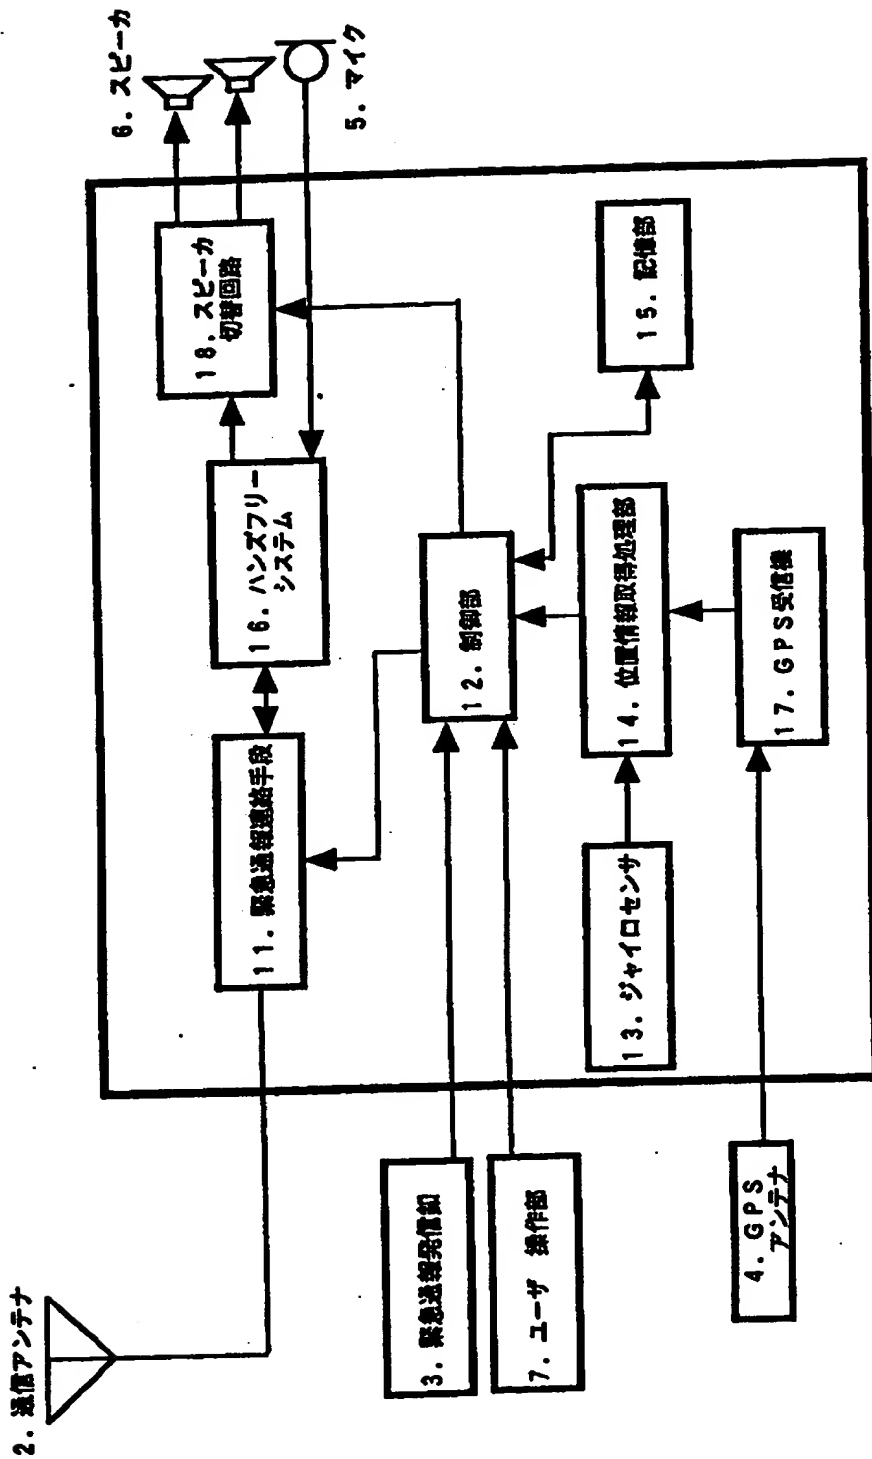 2．通信アンテナ
3．緊急通報発信釦
7．ユーザ　操作部
4．GPS
アンテナ
11．緊急通報連絡手段
16．ハンズフリー
システム
18．スピーカ
切替回路
6．スピーカ
5．マイク
12．制御部
13．ジャイロセンサ
14．位置情報取得処理部
15．記憶部
17．GPS受信機